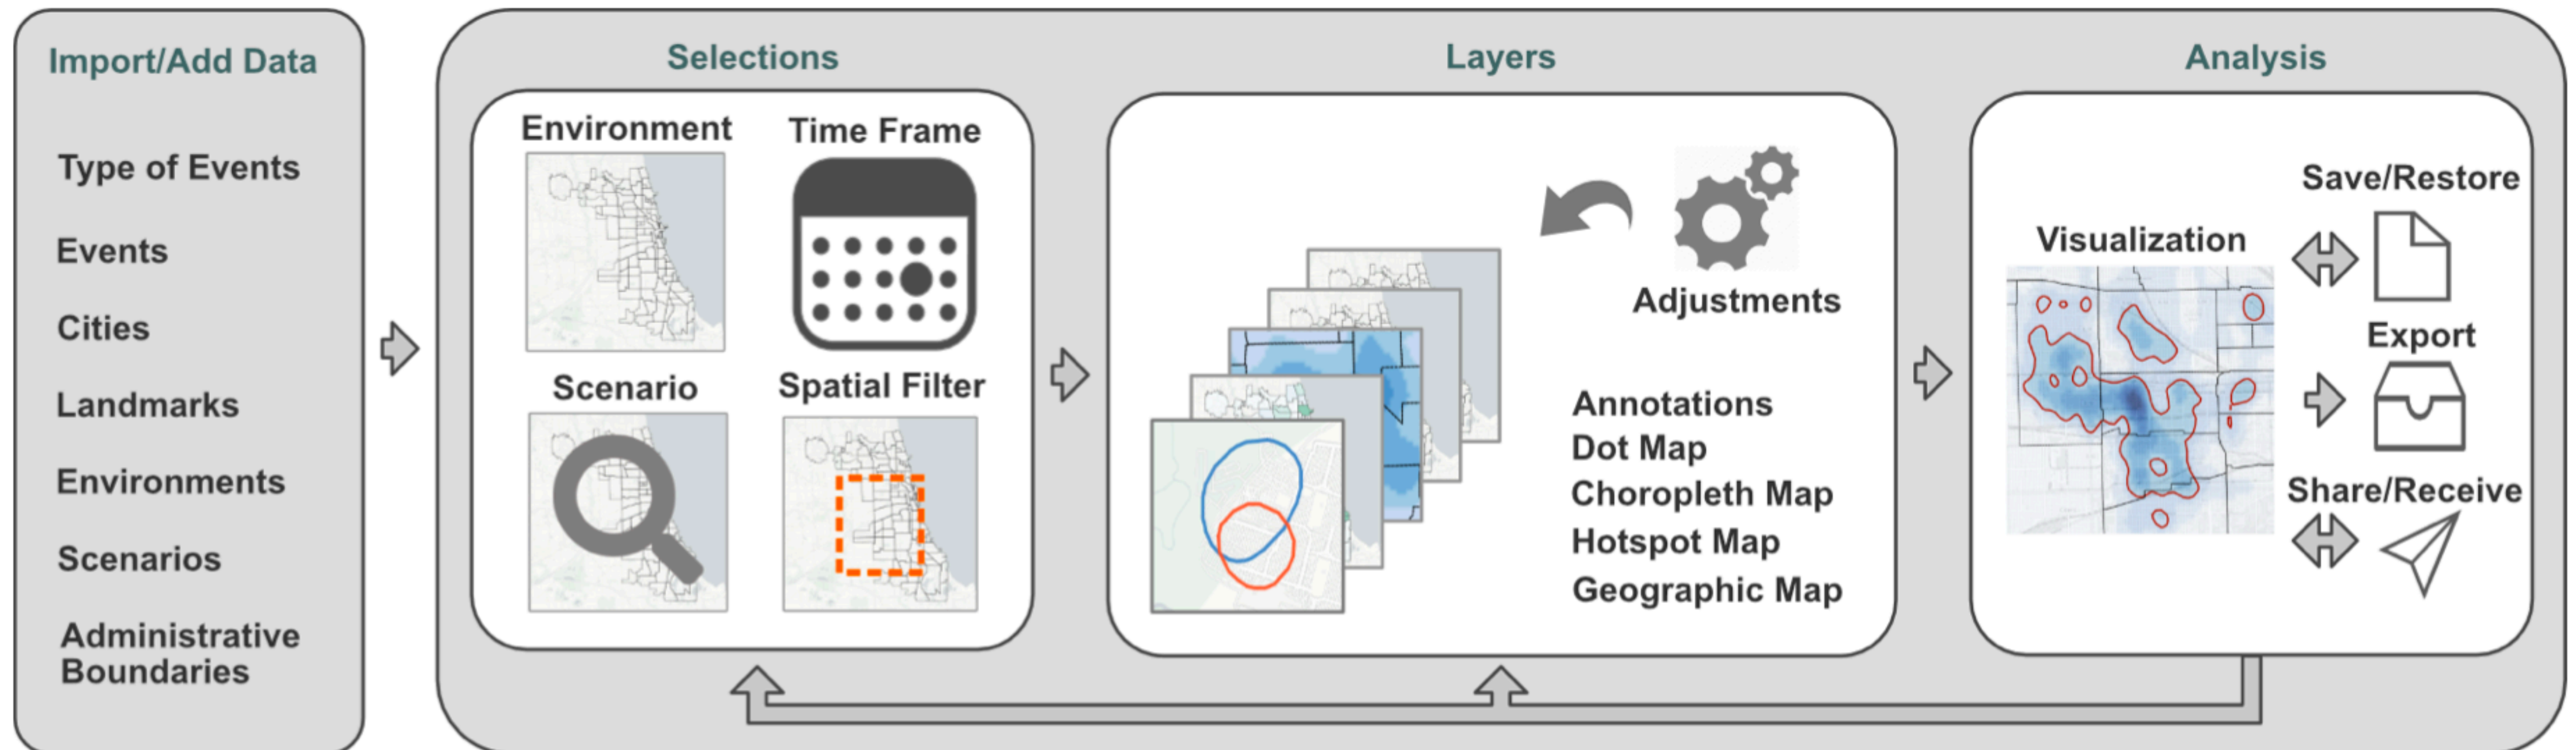 Import/Add Data
Type of Events
Events
Cities
Landmarks
Environments
Scenarios
Administrative
Boundaries
Selections
Environment
Time Frame
Scenario
Spatial Filter
Layers
Adjustments
Annotations
Dot Map
Choropleth Map
Hotspot Map
Geographic Map
Analysis
Visualization
Save/Restore
Export
Share/Receive